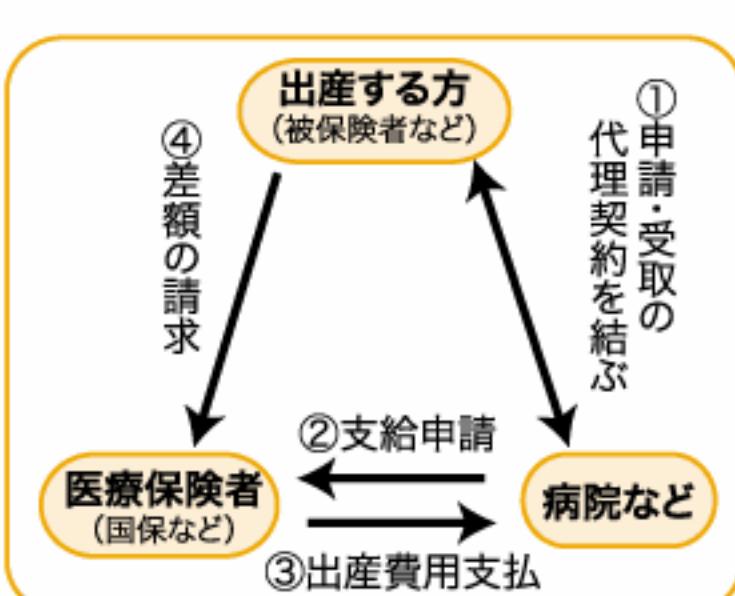 出産する方
（被保険者など）
①申請・受取の
代理契約を結ぶ
④差額の請求
②支給申請
医療保険者
（国保など）
病院など
③出産費用支払